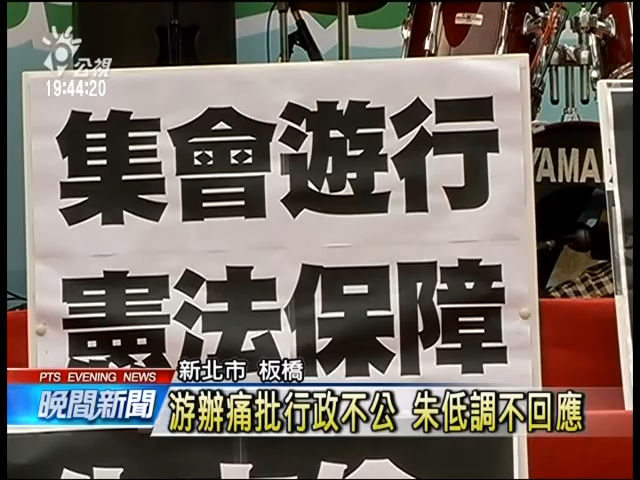 公視
19:44:20
集會遊行
憲法保障
YAMA
新北市 板橋
PTS EVENING NEWS
晚間新聞
游辦痛批行政不公 朱低調不回應